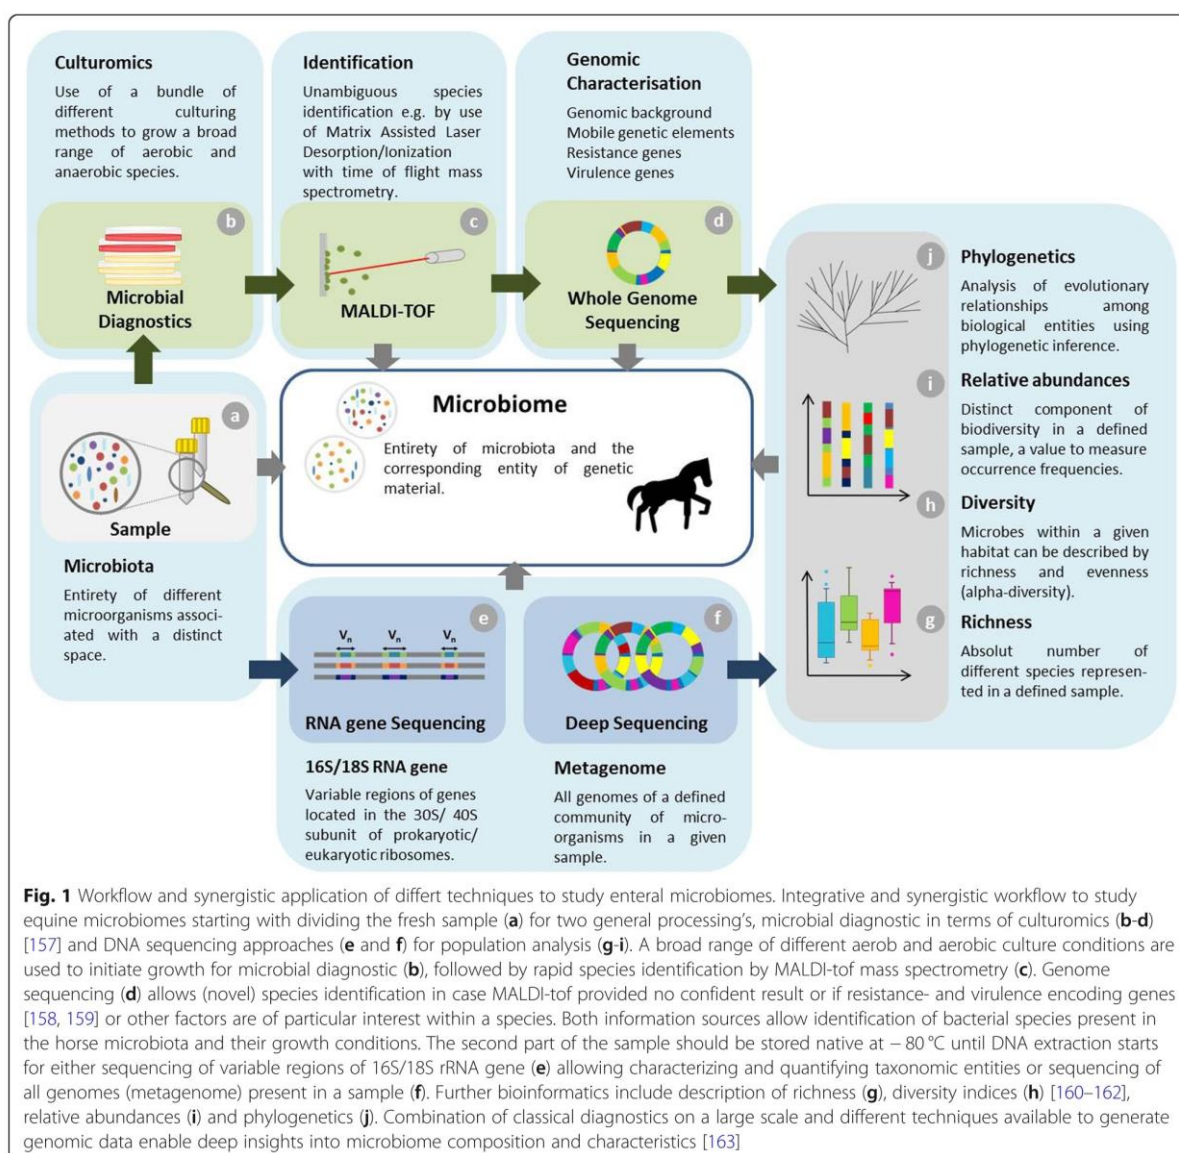 Culturomics
Use of a bundle of
different culturing
methods to grow a broad
range of aerobic and
anaerobic species.
b
Microbial
Diagnostics
Identification
Unambiguous species
identification e.g. by use
of Matrix Assisted Laser
Desorption/Ionization
with time of flight mass
spectrometry.
c
MALDI-TOF
Genomic
Characterisation
Genomic background
Mobile genetic elements
Resistance genes
Virulence genes
d
Whole Genome
Sequencing
a
Sample
Microbiota
Entirety of different
microorganisms associ-
ated with a distinct
space.
Microbiome
Entirety of microbiota and the
corresponding entity of genetic
material.
j
Phylogenetics
Analysis of evolutionary
relationships among
biological entities using
phylogenetic inference.
i
Relative abundances
Distinct component of
biodiversity in a defined
sample, a value to measure
occurrence frequencies.
h
Diversity
Microbes within a given
habitat can be described by
richness and evenness
(alpha-diversity).
g
Richness
Absolut number of
different species represen-
ted in a defined sample.
e
Vn Vn Vn
RNA gene Sequencing
16S/18S RNA gene
Variable regions of genes
located in the 30S/ 40S
subunit of prokaryotic/
eukaryotic ribosomes.
f
Deep Sequencing
Metagenome
All genomes of a defined
community of micro-
organisms in a given
sample.
Fig. 1 Workflow and synergistic application of differt techniques to study enteral microbiomes. Integrative and synergistic workflow to study
equine microbiomes starting with dividing the fresh sample (a) for two general processing's, microbial diagnostic in terms of culturomics (b-d)
[157] and DNA sequencing approaches (e and f) for population analysis (g-i). A broad range of different aerob and aerobic culture conditions are
used to initiate growth for microbial diagnostic (b), followed by rapid species identification by MALDI-tof mass spectrometry (c). Genome
sequencing (d) allows (novel) species identification in case MALDI-tof provided no confident result or if resistance- and virulence encoding genes
[158, 159] or other factors are of particular interest within a species. Both information sources allow identification of bacterial species present in
the horse microbiota and their growth conditions. The second part of the sample should be stored native at − 80 °C until DNA extraction starts
for either sequencing of variable regions of 16S/18S rRNA gene (e) allowing characterizing and quantifying taxonomic entities or sequencing of
all genomes (metagenome) present in a sample (f). Further bioinformatics include description of richness (g), diversity indices (h) [160–162],
relative abundances (i) and phylogenetics (j). Combination of classical diagnostics on a large scale and different techniques available to generate
genomic data enable deep insights into microbiome composition and characteristics [163]